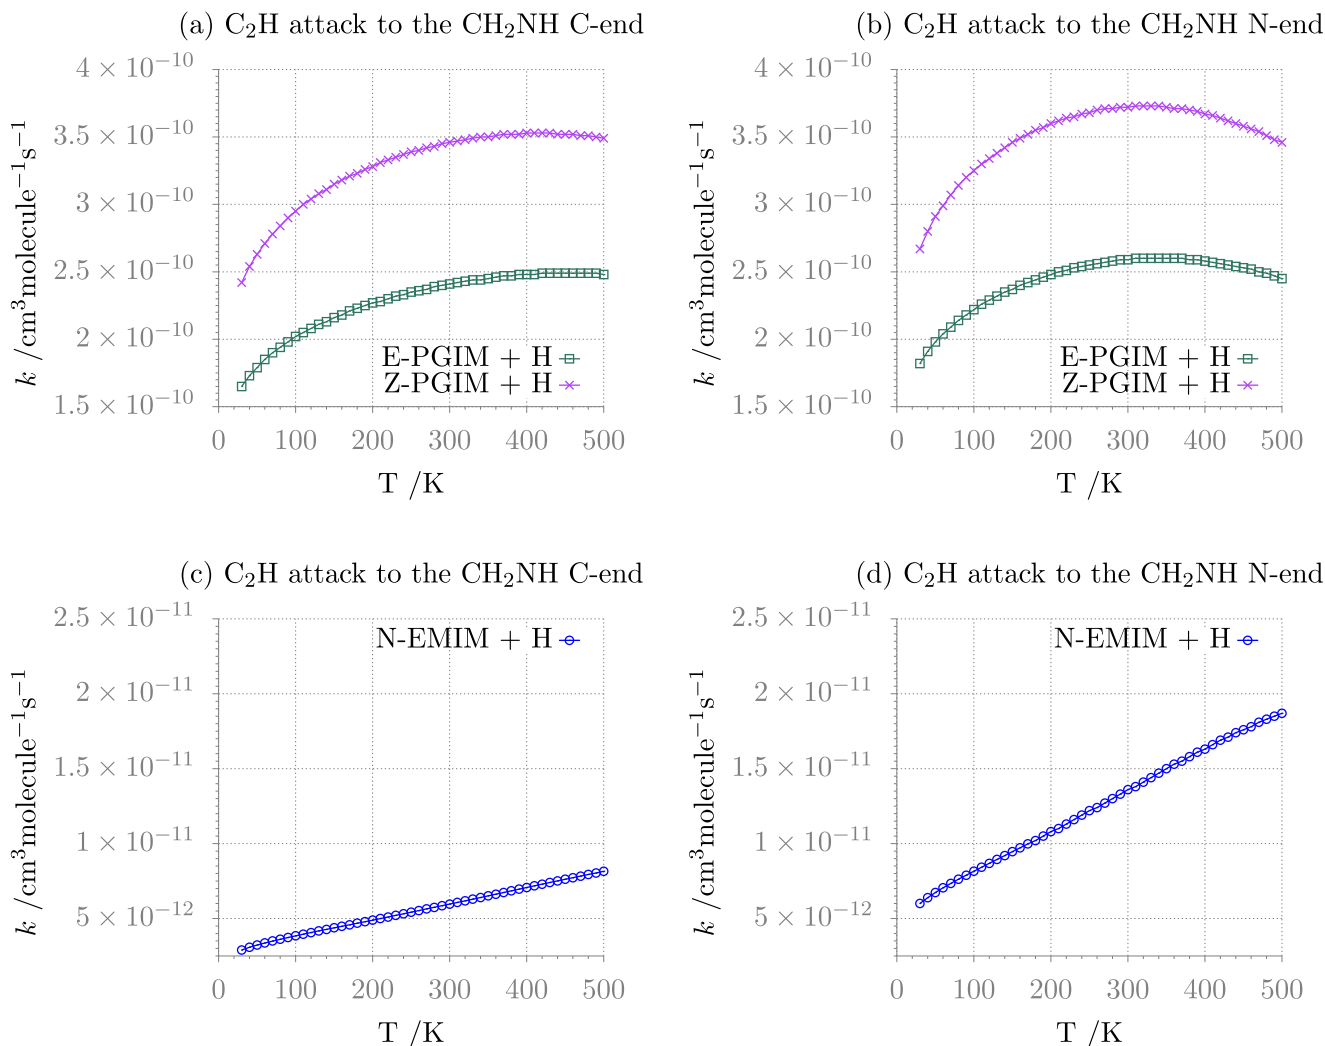 (a) C₂H attack to the CH₂NH C-end
4 × 10⁻¹⁰
3.5 × 10⁻¹⁰
3 × 10⁻¹⁰
2.5 × 10⁻¹⁰
2 × 10⁻¹⁰
1.5 × 10⁻¹⁰
k /cm³molecule⁻¹s⁻¹
E-PGIM + H
Z-PGIM + H
0 100 200 300 400 500
T /K
(b) C₂H attack to the CH₂NH N-end
4 × 10⁻¹⁰
3.5 × 10⁻¹⁰
3 × 10⁻¹⁰
2.5 × 10⁻¹⁰
2 × 10⁻¹⁰
1.5 × 10⁻¹⁰
k /cm³molecule⁻¹s⁻¹
E-PGIM + H
Z-PGIM + H
0 100 200 300 400 500
T /K
(c) C₂H attack to the CH₂NH C-end
2.5 × 10⁻¹¹
2 × 10⁻¹¹
1.5 × 10⁻¹¹
1 × 10⁻¹¹
5 × 10⁻¹²
k /cm³molecule⁻¹s⁻¹
N-EMIM + H
0 100 200 300 400 500
T /K
(d) C₂H attack to the CH₂NH N-end
2.5 × 10⁻¹¹
2 × 10⁻¹¹
1.5 × 10⁻¹¹
1 × 10⁻¹¹
5 × 10⁻¹²
k /cm³molecule⁻¹s⁻¹
N-EMIM + H
0 100 200 300 400 500
T /K